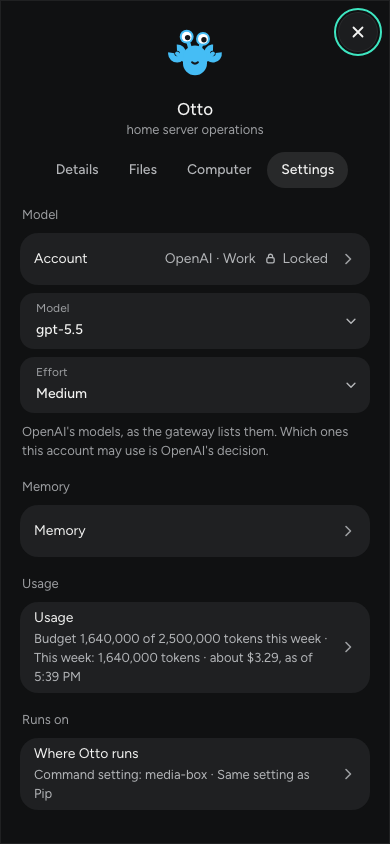 Otto
home server operations
Details Files Computer Settings
Model
Account OpenAI · Work Locked
Model
gpt-5.5
Effort
Medium
OpenAI's models, as the gateway lists them. Which ones
this account may use is OpenAI's decision.
Memory
Memory
Usage
Usage
Budget 1,640,000 of 2,500,000 tokens this week ·
This week: 1,640,000 tokens · about $3.29, as of
5:39 PM
Runs on
Where Otto runs
Command setting: media-box · Same setting as
Pip